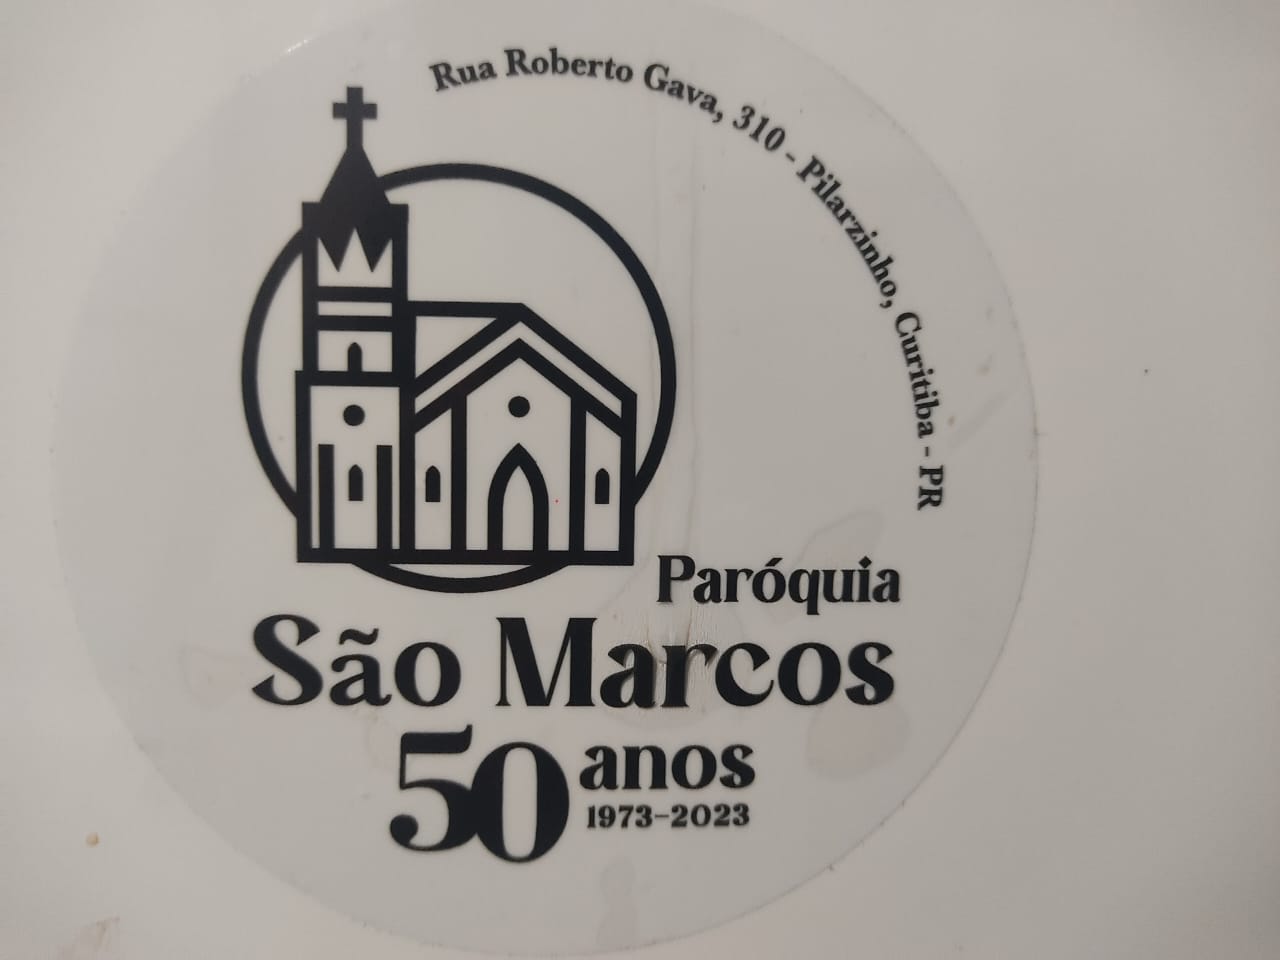 Rua Roberto Gava, 310 - Pilarzinho, Curitiba - PR
Paróquia
São Marcos
50 anos
1973-2023